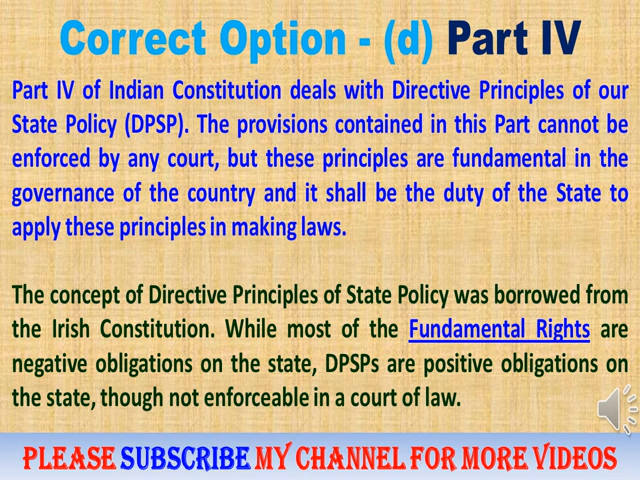 Correct Option - (d) Part IV
Part IV of Indian Constitution deals with Directive Principles of our
State Policy (DPSP). The provisions contained in this Part cannot be
enforced by any court, but these principles are fundamental in the
governance of the country and it shall be the duty of the State to
apply these principles in making laws.
The concept of Directive Principles of State Policy was borrowed from
the Irish Constitution. While most of the Fundamental Rights are
negative obligations on the state, DPSPs are positive obligations on
the state, though not enforceable in a court of law.
PLEASE SUBSCRIBE MY CHANNEL FOR MORE VIDEOS